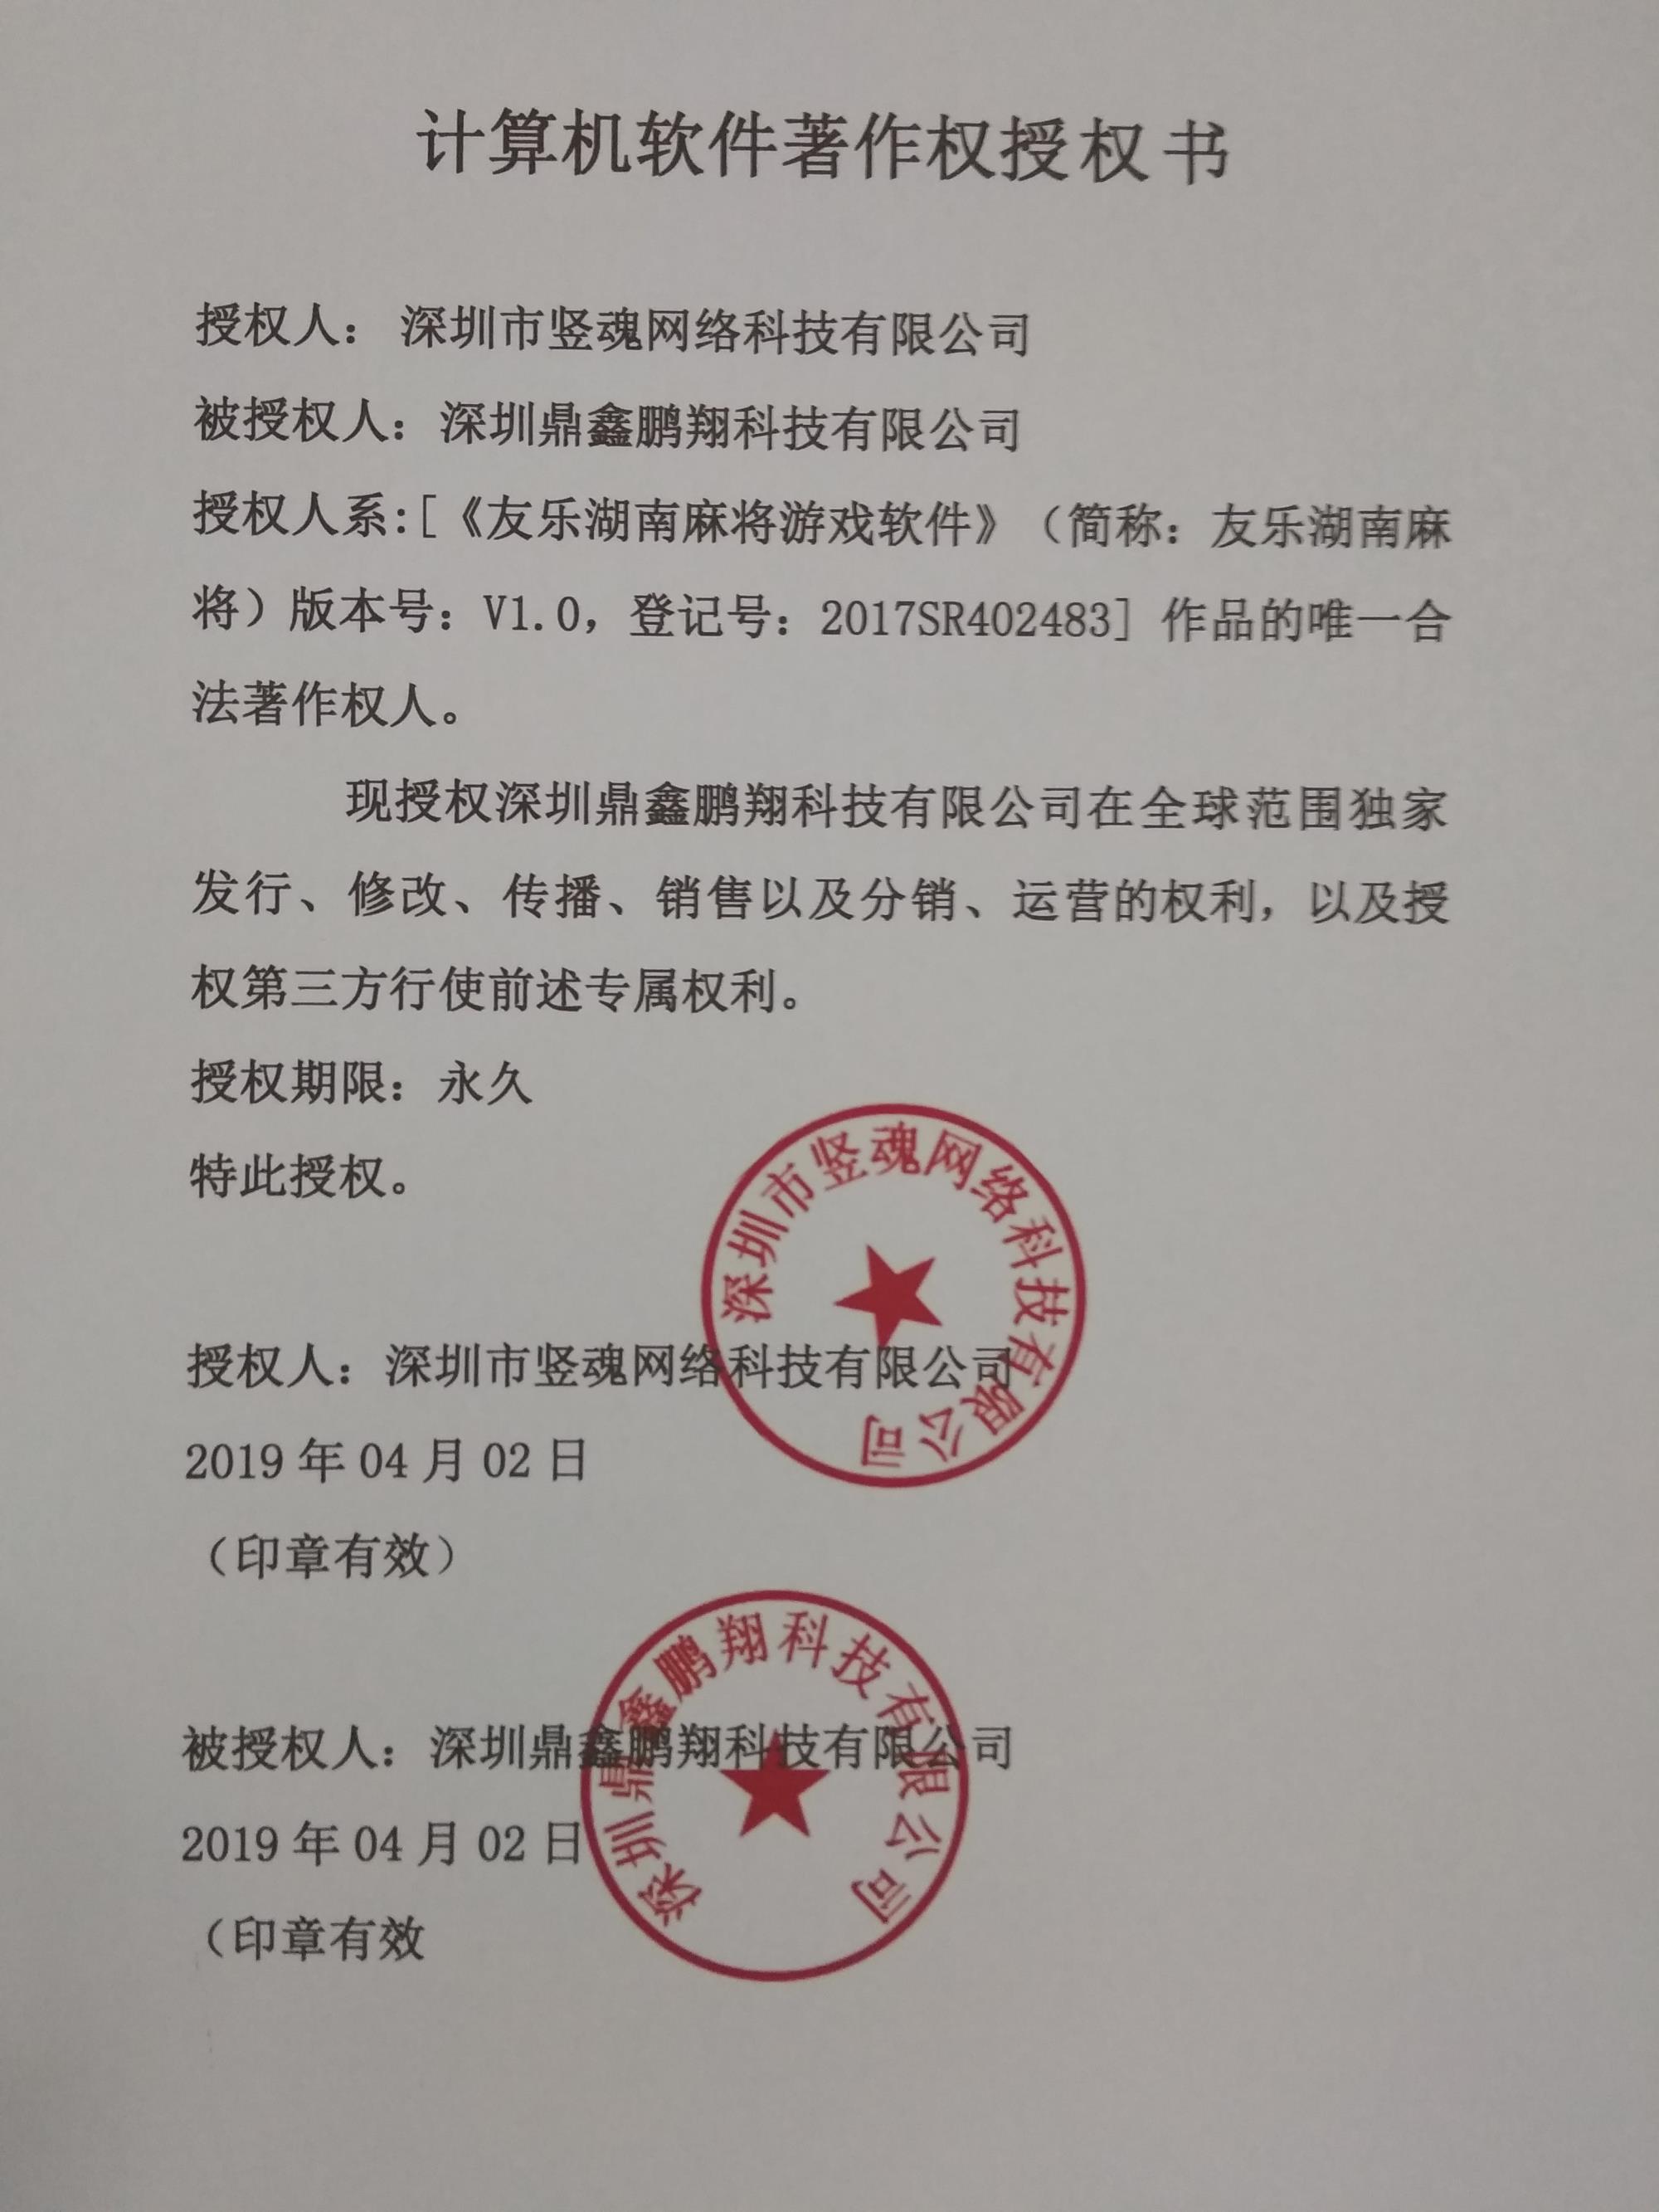 计算机软件著作权授权书
授权人： 深圳市竖魂网络科技有限公司
被授权人：深圳鼎鑫鹏翔科技有限公司
授权人系:[《友乐湖南麻将游戏软件》（简称：友乐湖南麻
将）版本号：V1.0，登记号：2017SR402483] 作品的唯一合
法著作权人。
现授权深圳鼎鑫鹏翔科技有限公司在全球范围独家
发行、修改、传播、销售以及分销、运营的权利，以及授
权第三方行使前述专属权利。
授权期限：永久
特此授权。
深圳市竖魂网络科技有限公司
授权人：深圳市竖魂网络科技有限公司
2019 年 04 月 02 日
（印章有效）
深圳鼎鑫鹏翔科技有限公司
被授权人：深圳鼎鑫鹏翔科技有限公司
2019 年 04 月 02 日
（印章有效